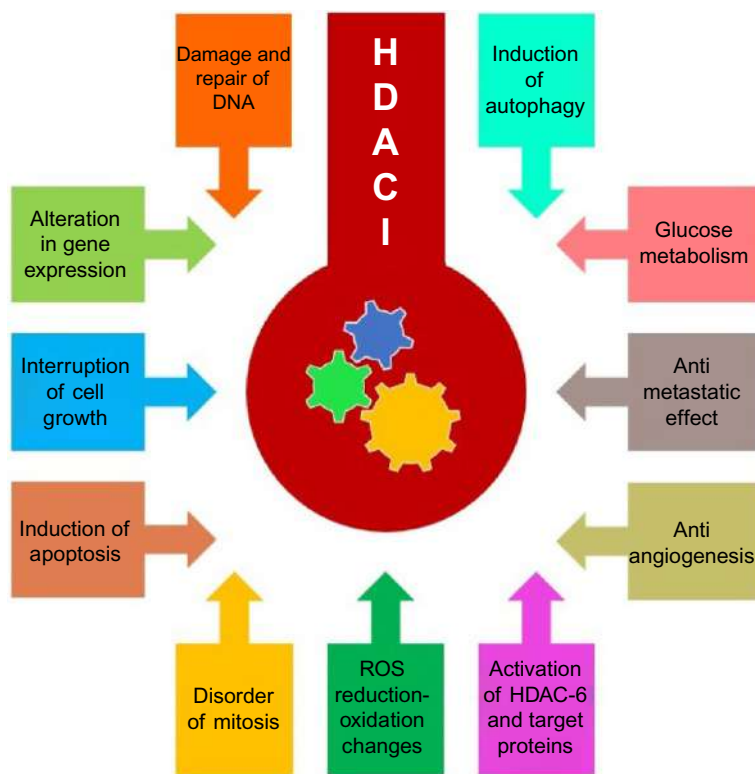 Damage and
repair of
DNA
H
D
A
C
I
Induction
of
autophagy
Alteration
in gene
expression
Glucose
metabolism
Interruption
of cell
growth
Anti
metastatic
effect
Induction of
apoptosis
Anti
angiogenesis
Disorder
of mitosis
ROS
reduction-
oxidation
changes
Activation
of HDAC-6
and target
proteins